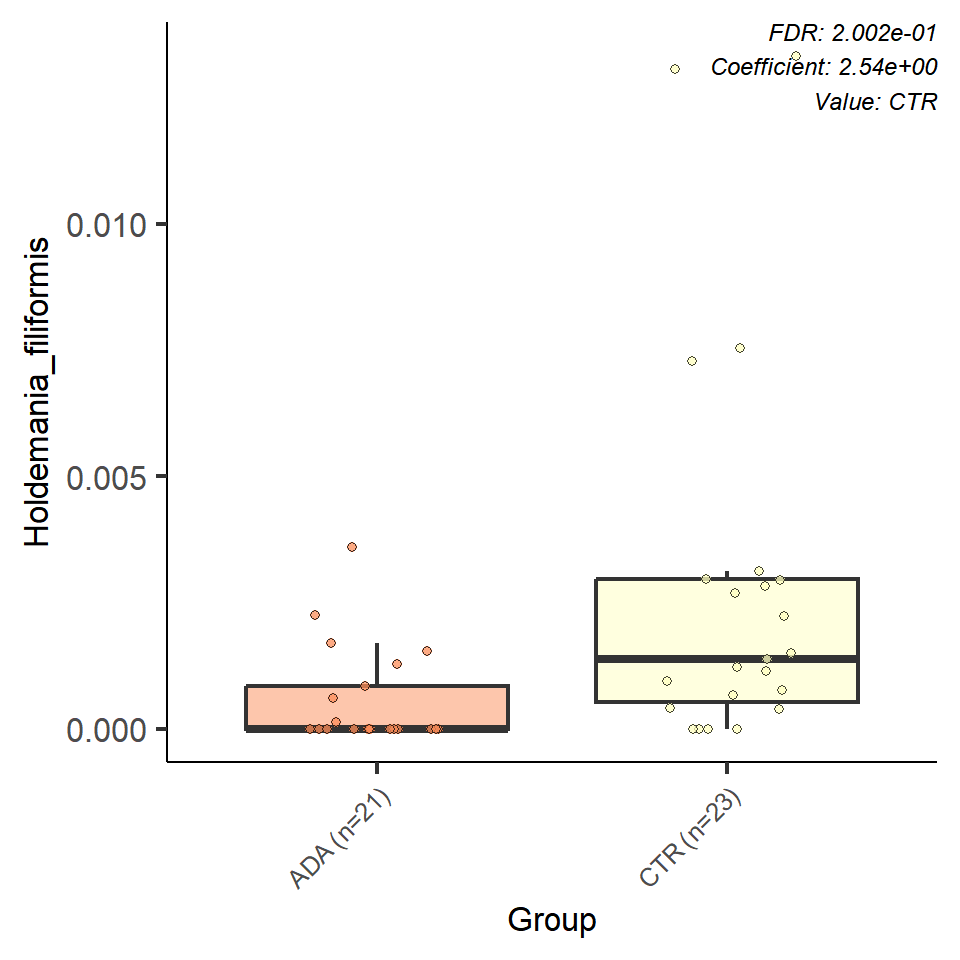 FDR: 2.002e-01
Coefficient: 2.54e+00
Value: CTR
Holdemania_filiformis
0.010
0.005
0.000
ADA (n=21)
CTR (n=23)
Group